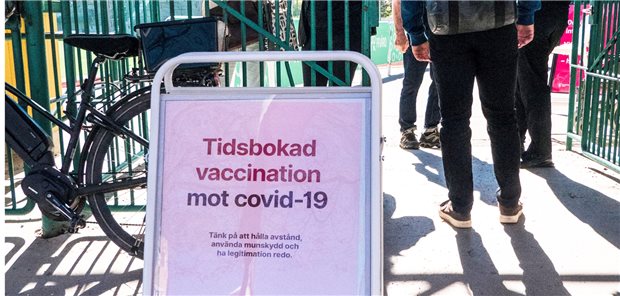 Tidsbokad
vaccination
mot covid-19
Tänk på att hålla avstånd,
använda munskydd och
ha legitimation redo.